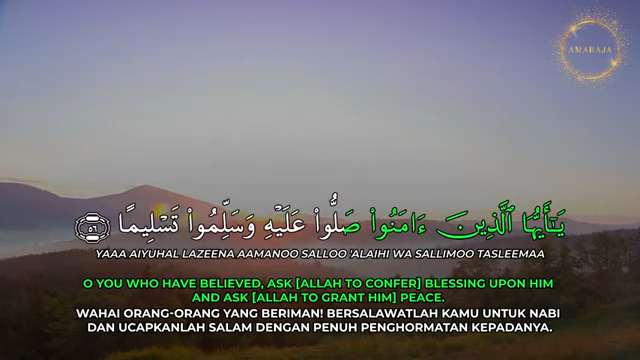 AMARAJA
يَـٰٓأَيُّهَا ٱلَّذِينَ ءَامَنُوا۟ صَلُّوا۟ عَلَيْهِ وَسَلِّمُوا۟ تَسْلِيمًا ٥٦
YAAA AIYUHAL LAZEENA AAMANOO SALLOO 'ALAIHI WA SALLIMOO TASLEEMAA
O YOU WHO HAVE BELIEVED, ASK [ALLAH TO CONFER] BLESSING UPON HIM
AND ASK [ALLAH TO GRANT HIM] PEACE.
WAHAI ORANG-ORANG YANG BERIMAN! BERSALAWATLAH KAMU UNTUK NABI
DAN UCAPKANLAH SALAM DENGAN PENUH PENGHORMATAN KEPADANYA.